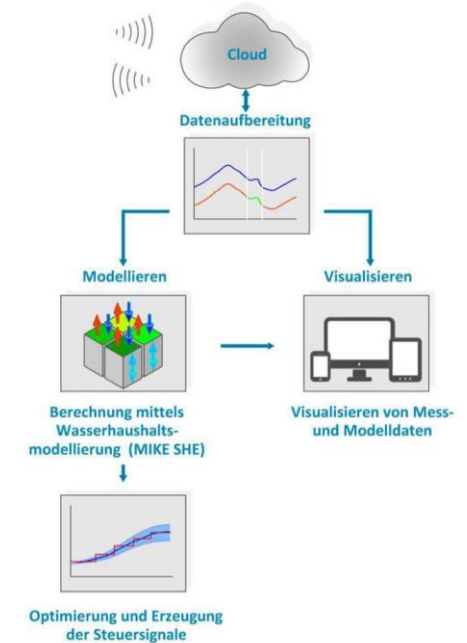 Cloud
Datenaufbereitung
Modellieren
Visualisieren
Berechnung mittels
Wasserhaushalts-
modellierung (MIKE SHE)
Visualisieren von Mess-
und Modelldaten
Optimierung und Erzeugung
der Steuersignale